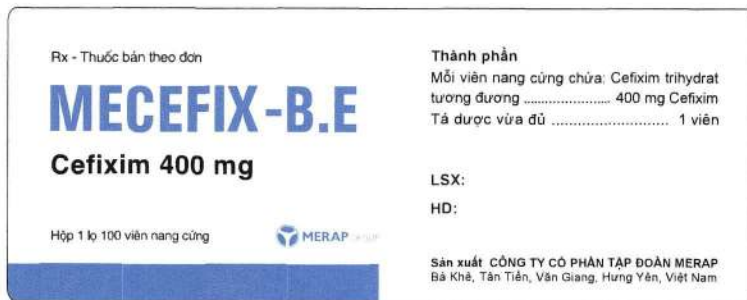 Rx - Thuốc bán theo đơn
MECEFIX-B.E
Cefixim 400 mg
Hộp 1 lọ 100 viên nang cứng
MERAP GROUP
Thành phần
Mỗi viên nang cứng chứa: Cefixim trihydrat
tương đương ...................... 400 mg Cefixim
Tá dược vừa đủ .......................... 1 viên
LSX:
HD:
Sản xuất CÔNG TY CỔ PHẦN TẬP ĐOÀN MERAP
Bá Khê, Tân Tiến, Văn Giang, Hưng Yên, Việt Nam